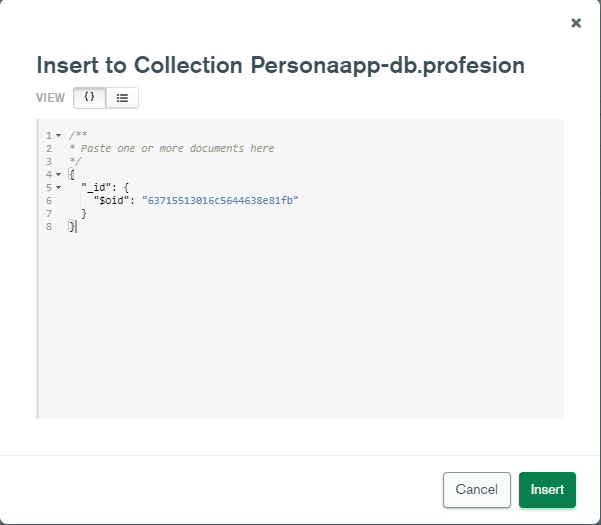 Insert to Collection Personaapp-db.profesion
VIEW {}
1 /**
2 * Paste one or more documents here
3 */
4 {
5 "_id": {
6 "$oid": "63715513016c5644638e81fb"
7 }
8 }
Cancel Insert